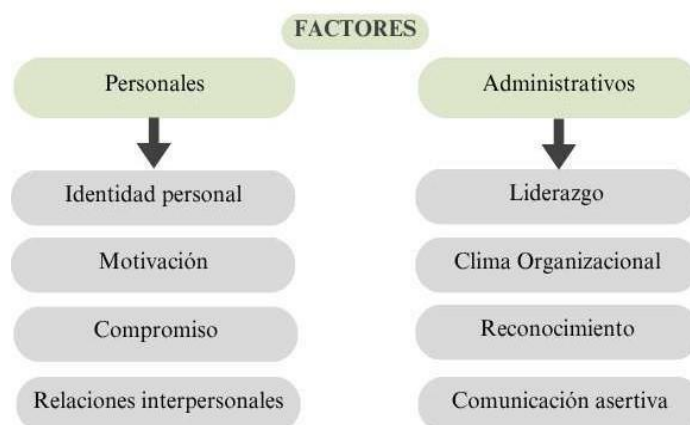 FACTORES
Personales
Administrativos
Identidad personal
Liderazgo
Motivación
Clima Organizacional
Compromiso
Reconocimiento
Relaciones interpersonales
Comunicación asertiva